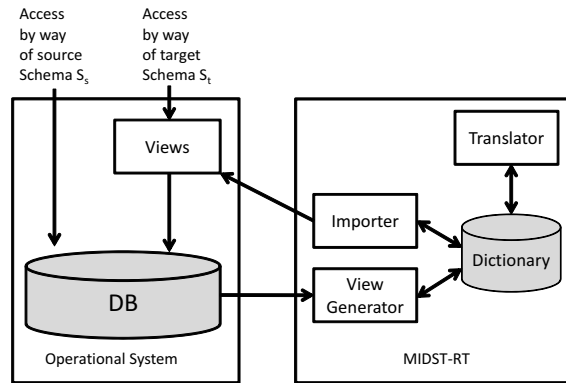 Access
by way
of source
Schema Ss
Access
by way
of target
Schema St
Views
DB
Operational System
Translator
Importer
Dictionary
View
Generator
MIDST-RT